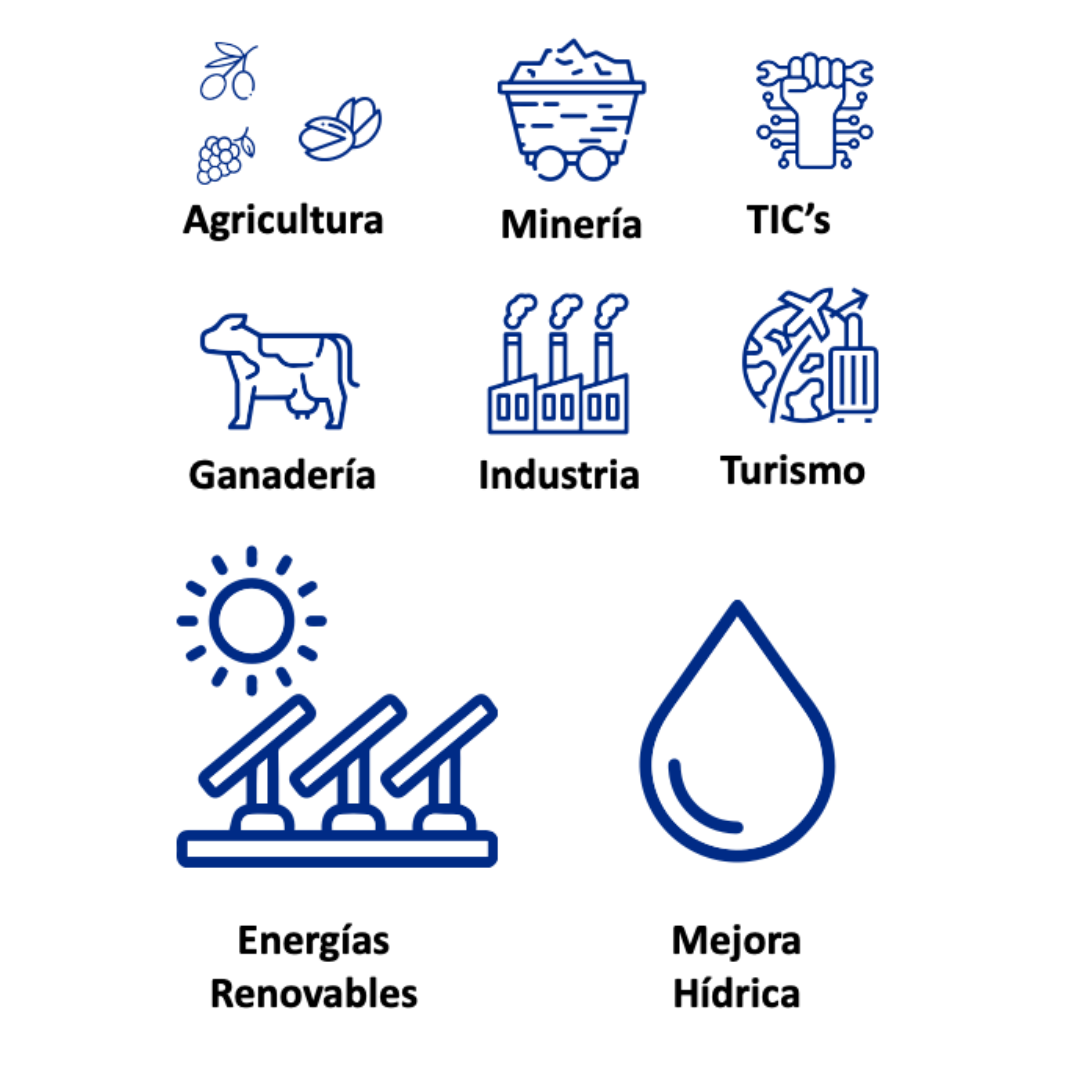 Agricultura
Minería
TIC’s
Ganadería
Industria
Turismo
Energías
Renovables
Mejora
Hídrica